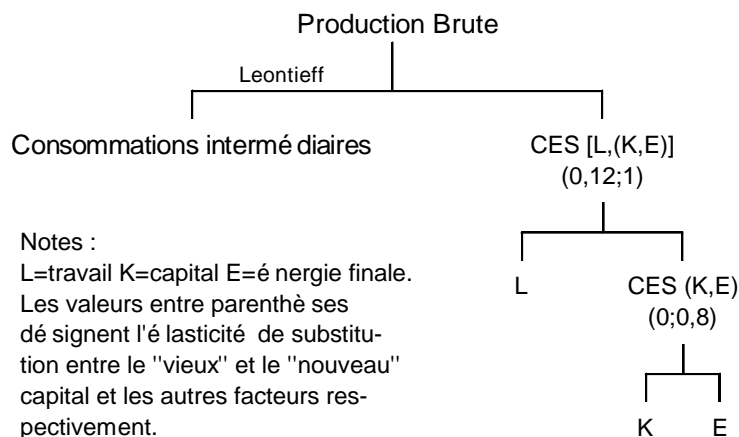 Production Brute
Leontieff
Consommations intermé diaires
CES [L,(K,E)]
(0,12;1)
Notes :
L=travail K=capital E=é nergie finale.
Les valeurs entre parenthè ses
dé signent l'é lasticité de substitu-
tion entre le "vieux" et le "nouveau"
capital et les autres facteurs res-
pectivement.
L
CES (K,E)
(0;0,8)
K
E